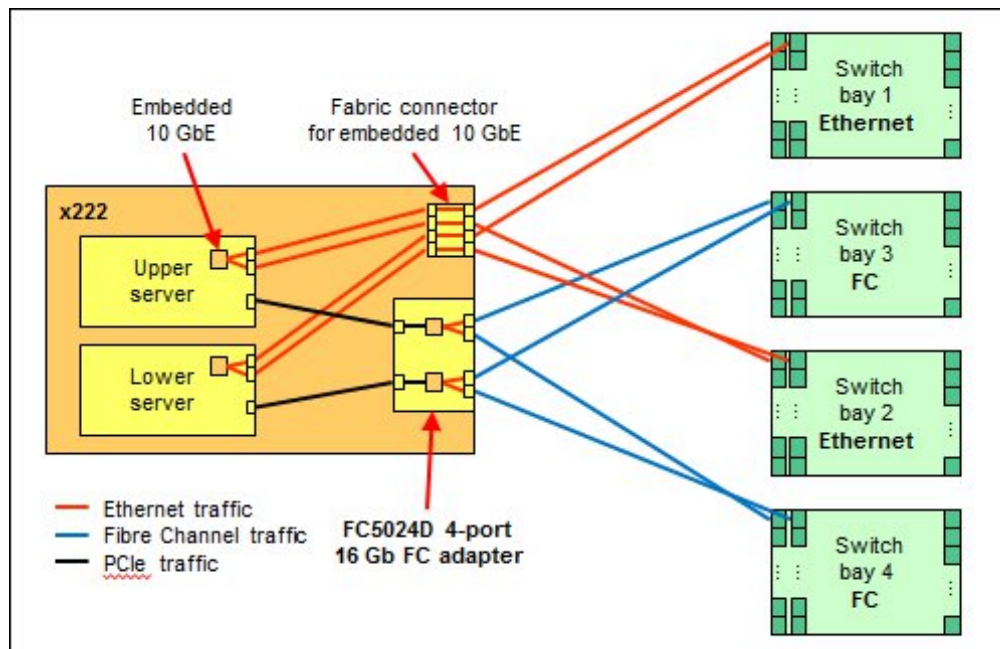 Embedded
10 GbE
Fabric connector
for embedded 10 GbE
x222
Upper
server
Lower
server
Switch
bay 1
Ethernet
Switch
bay 3
FC
Switch
bay 2
Ethernet
Switch
bay 4
FC
Ethernet traffic
Fibre Channel traffic
PCIe traffic
FC5024D 4-port
16 Gb FC adapter